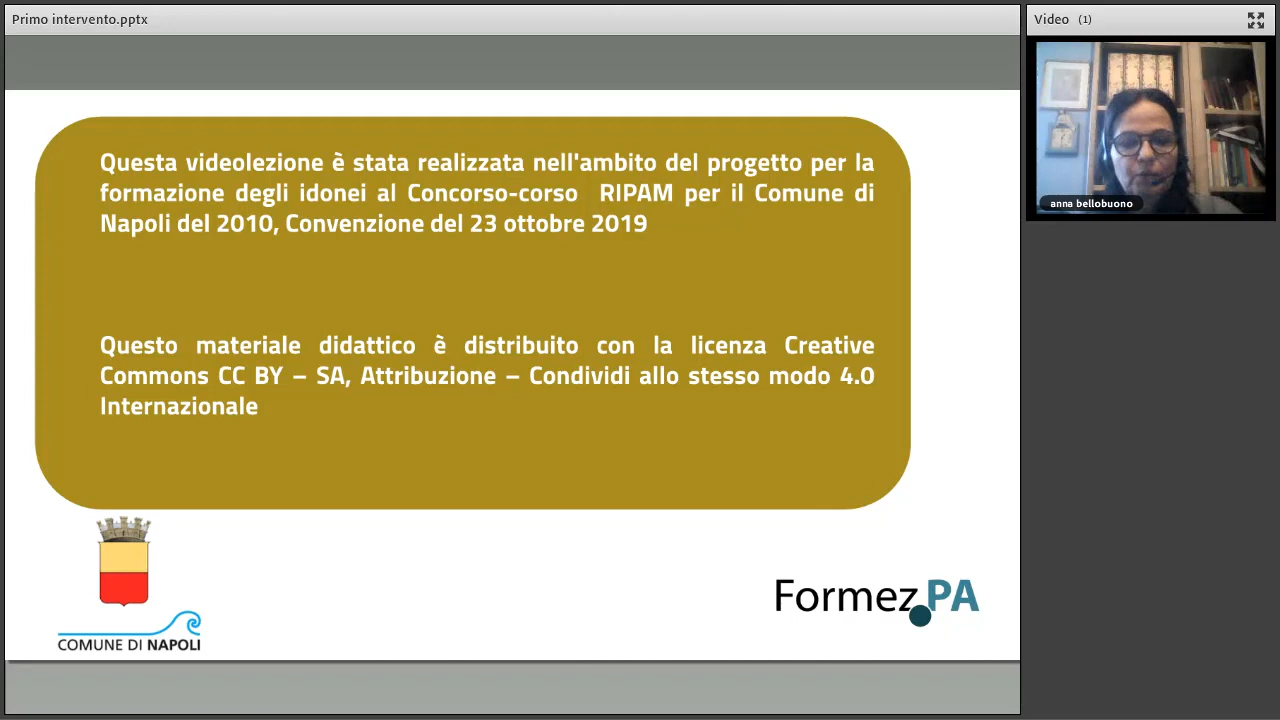 Primo intervento.pptx
Video (1)
anna bellobuono
Questa videolezione è stata realizzata nell'ambito del progetto per la
formazione degli idonei al Concorso-corso RIPAM per il Comune di
Napoli del 2010, Convenzione del 23 ottobre 2019
Questo materiale didattico è distribuito con la licenza Creative
Commons CC BY – SA, Attribuzione – Condividi allo stesso modo 4.0
Internazionale
COMUNE DI NAPOLI
Formez PA